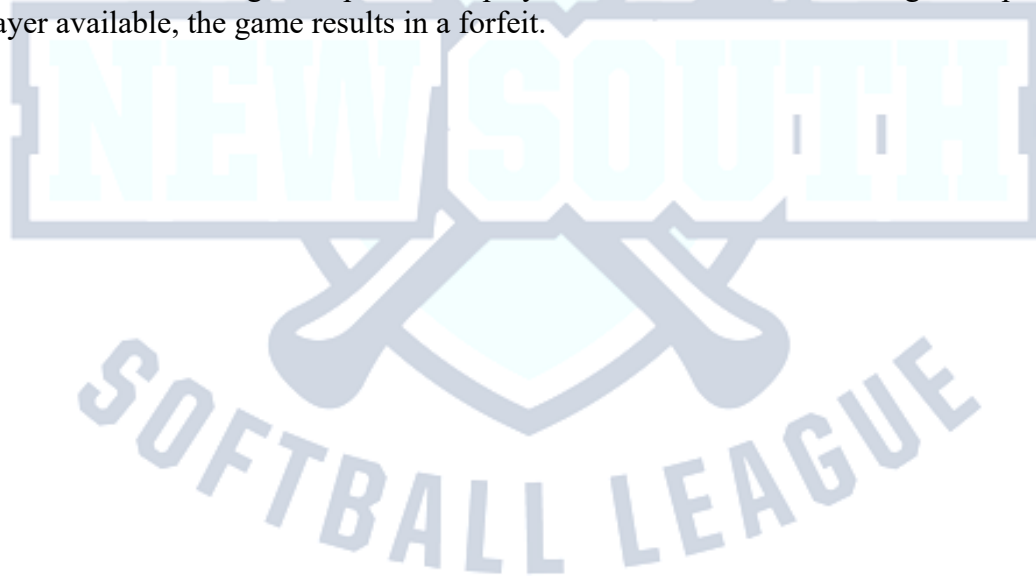 ayer available, the game results in a forfeit.
NEW SOUTH
SOFTBALL LEAGUE